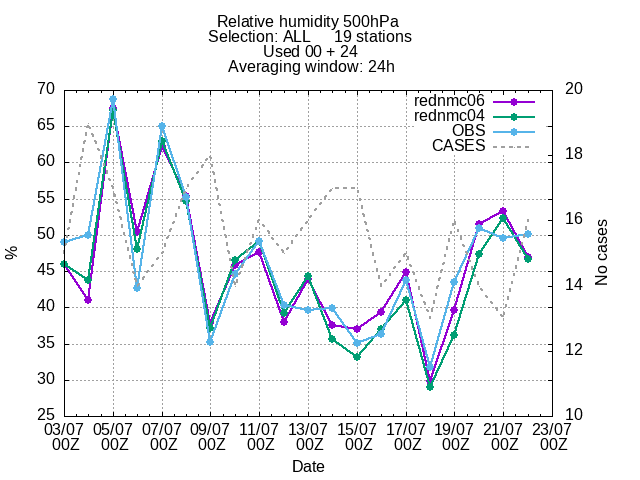 Relative humidity 500hPa
Selection: ALL 19 stations
Used 00 + 24
Averaging window: 24h
rednmc06
rednmc04
OBS
CASES
70
65
60
55
50
45
40
35
30
25
%
20
18
16
14
12
10
No cases
03/07 05/07 07/07 09/07 11/07 13/07 15/07 17/07 19/07 21/07 23/07
00Z 00Z 00Z 00Z 00Z 00Z 00Z 00Z 00Z 00Z 00Z
Date